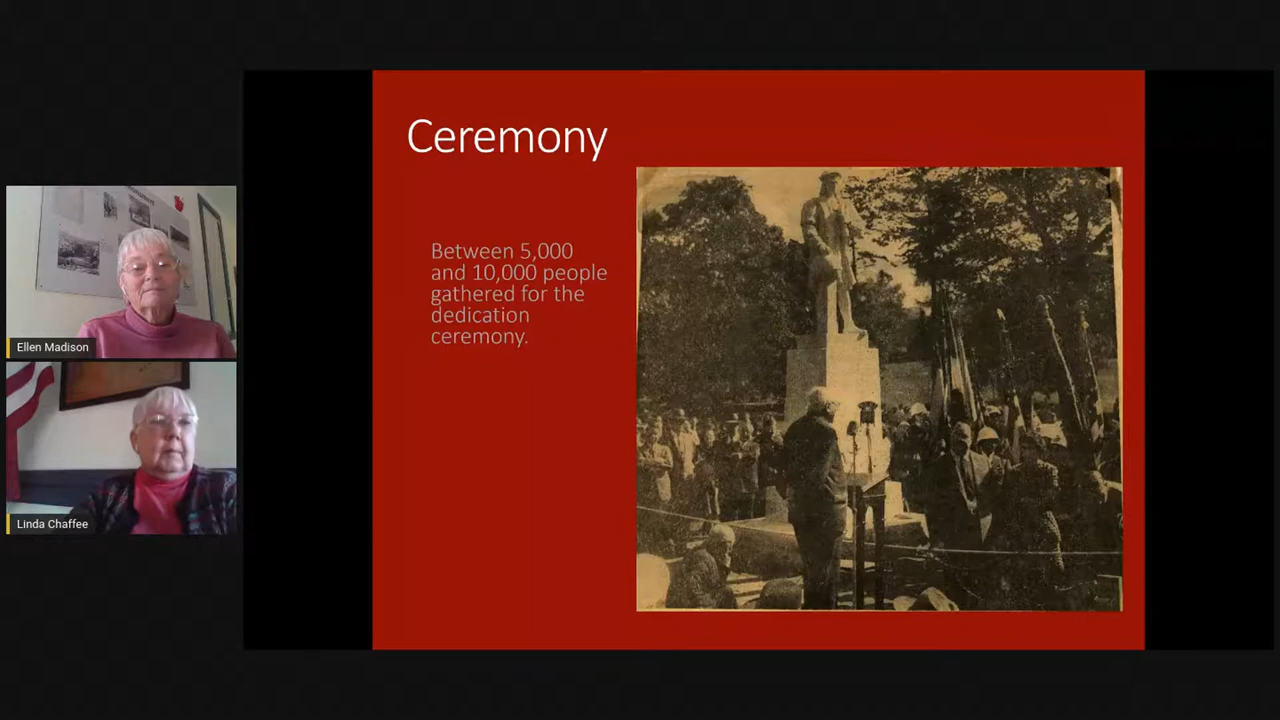 Ceremony
Between 5,000
and 10,000 people
gathered for the
dedication
ceremony.
Ellen Madison
Linda Chaffee